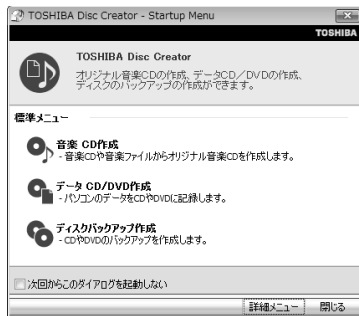 TOSHIBA Disc Creator - Startup Menu
TOSHIBA
TOSHIBA Disc Creator
オリジナル音楽CDの作成、データCD／DVDの作成、
ディスクのバックアップの作成ができます。
標準メニュー
音楽 CD作成
- 音楽CDや音楽ファイルからオリジナル音楽CDを作成します。
データ CD/DVD作成
- パソコンのデータをCDやDVDに記録します。
ディスクバックアップ作成
- CDやDVDのバックアップを作成します。
次回からこのダイアログを起動しない
詳細メニュー
閉じる